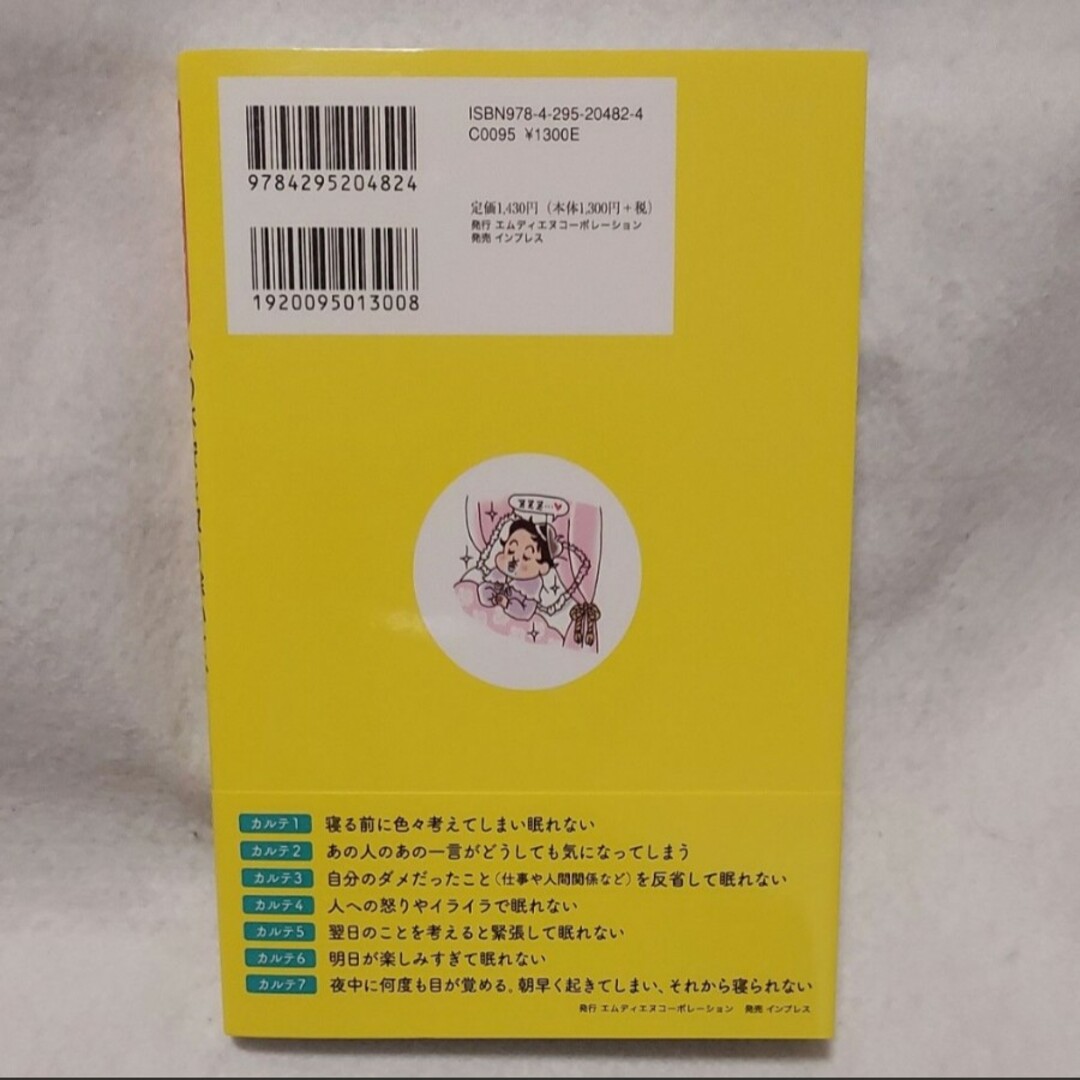 ISBN978-4-295-20482-4
C0095 ¥1300E
9784295204824
定価1,430円(本体1,300円+税)
発行 エムディエヌコーポレーション
発売 インプレス
1920095013008
zzz…♥
カルテ1 寝る前に色々考えてしまい眠れない
カルテ2 あの人のあの一言がどうしても気になってしまう
カルテ3 自分のダメだったこと(仕事や人間関係など)を反省して眠れない
カルテ4 人への怒りやイライラで眠れない
カルテ5 翌日のことを考えると緊張して眠れない
カルテ6 明日が楽しみすぎて眠れない
カルテ7 夜中に何度も目が覚める。朝早く起きてしまい、それから寝られない
発行 エムディエヌコーポレーション 発売 インプレス